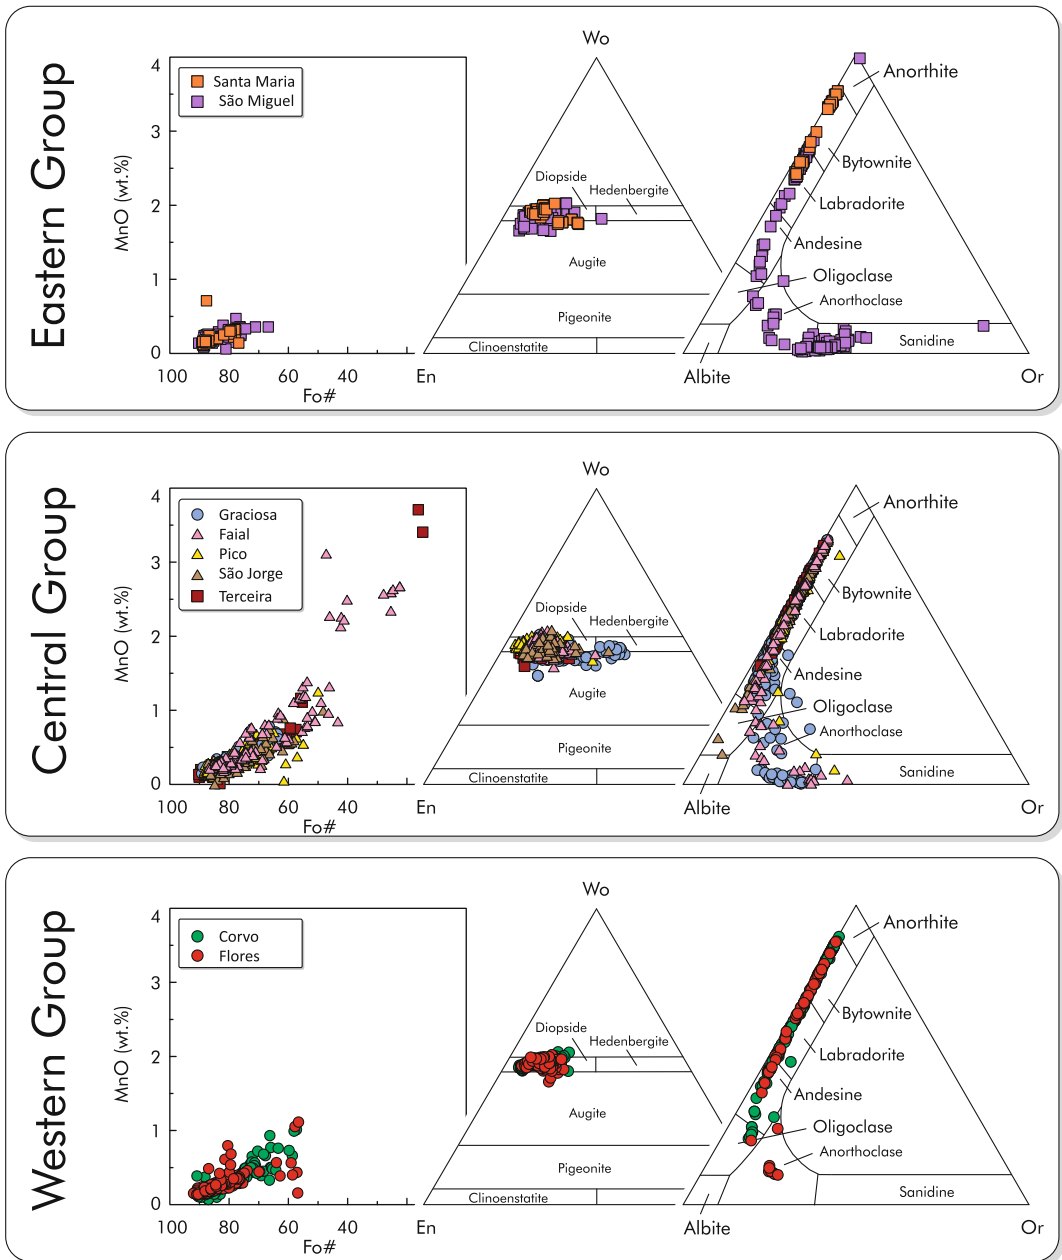 Eastern Group
MnO (wt.%)
4
3
2
1
0
100
80
60
40
Fo#
Santa Maria
São Miguel
Wo
Diopside
Hedenbergite
Augite
Pigeonite
Clinoenstatite
En
Anorthite
Bytownite
Labradorite
Andesine
Oligoclase
Anorthoclase
Sanidine
Albite
Or
Central Group
MnO (wt.%)
4
3
2
1
0
100
80
60
40
Fo#
Graciosa
Faial
Pico
São Jorge
Terceira
Wo
Diopside
Hedenbergite
Augite
Pigeonite
Clinoenstatite
En
Anorthite
Bytownite
Labradorite
Andesine
Oligoclase
Anorthoclase
Sanidine
Albite
Or
Western Group
MnO (wt.%)
4
3
2
1
0
100
80
60
40
Fo#
Corvo
Flores
Wo
Diopside
Hedenbergite
Augite
Pigeonite
Clinoenstatite
En
Anorthite
Bytownite
Labradorite
Andesine
Oligoclase
Anorthoclase
Sanidine
Albite
Or